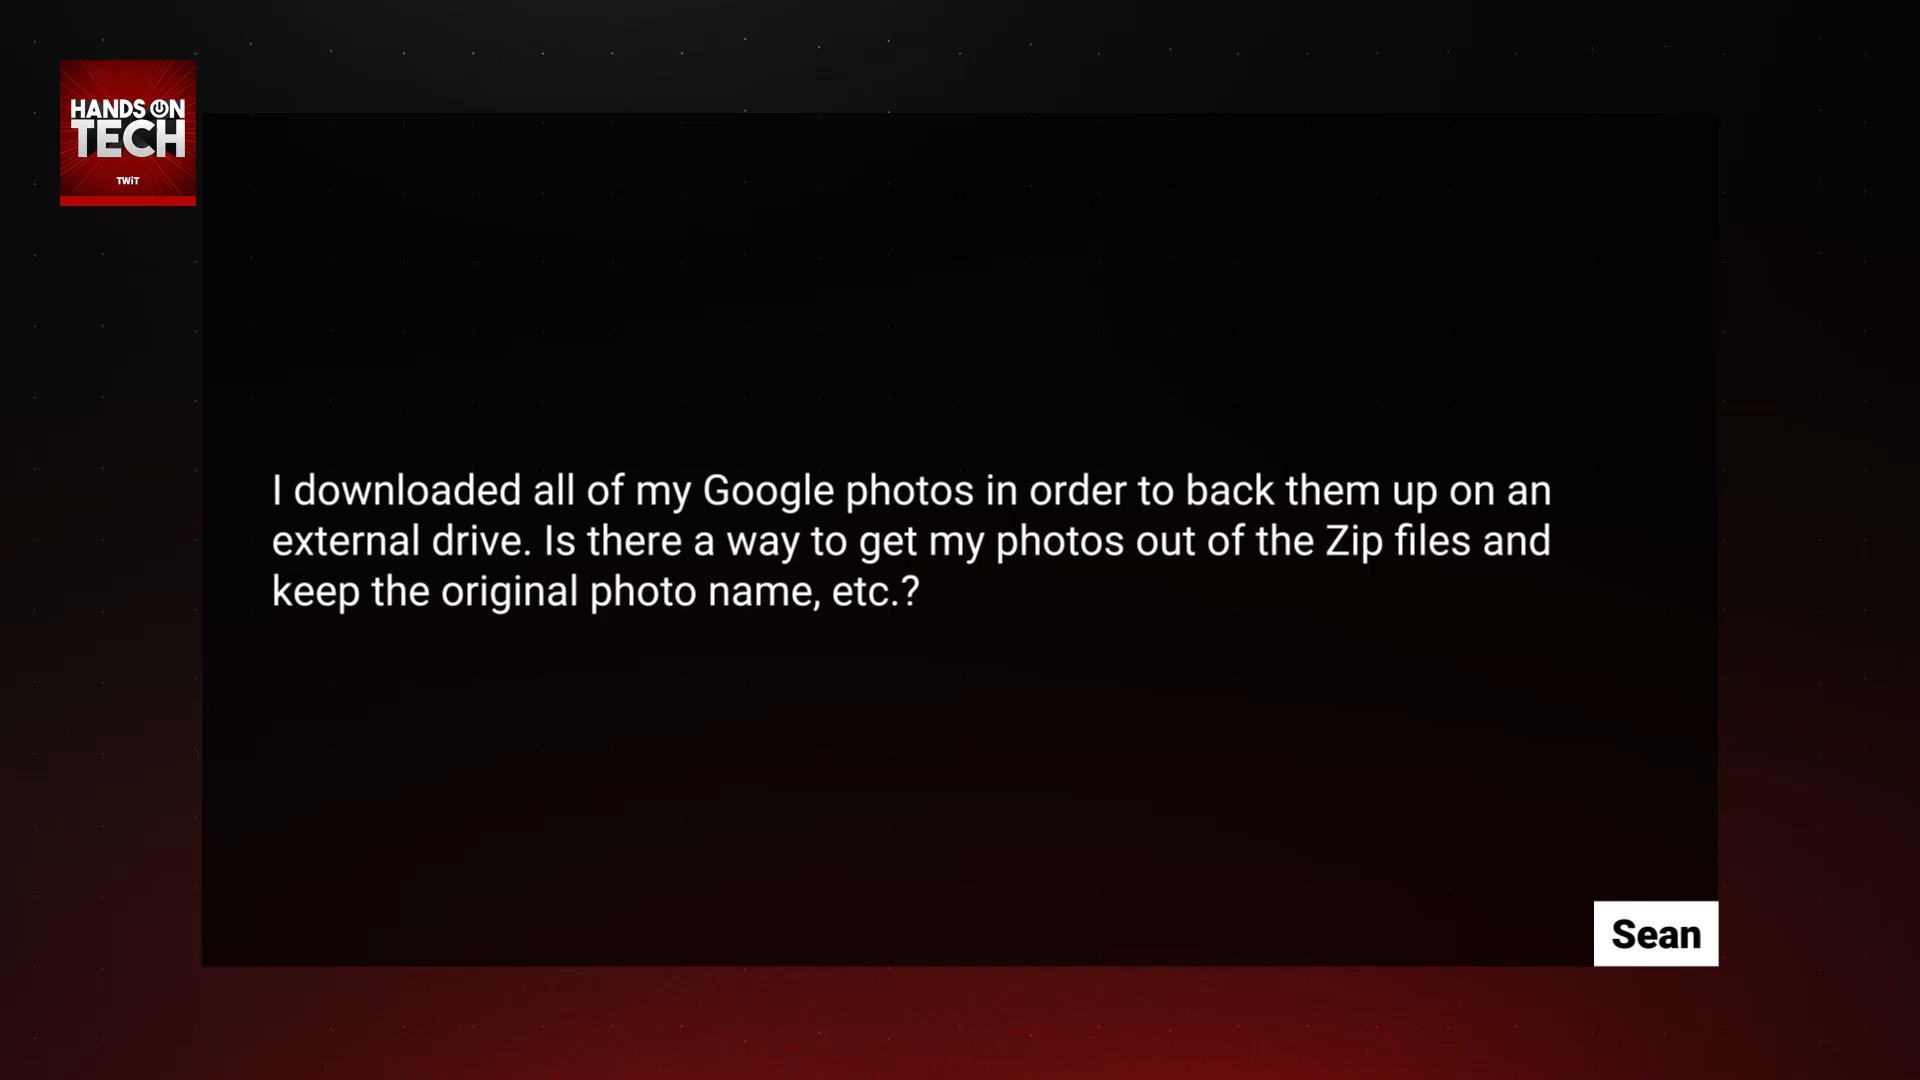 HANDS ON
TECH
TWiT
I downloaded all of my Google photos in order to back them up on an
external drive. Is there a way to get my photos out of the Zip files and
keep the original photo name, etc.?
Sean